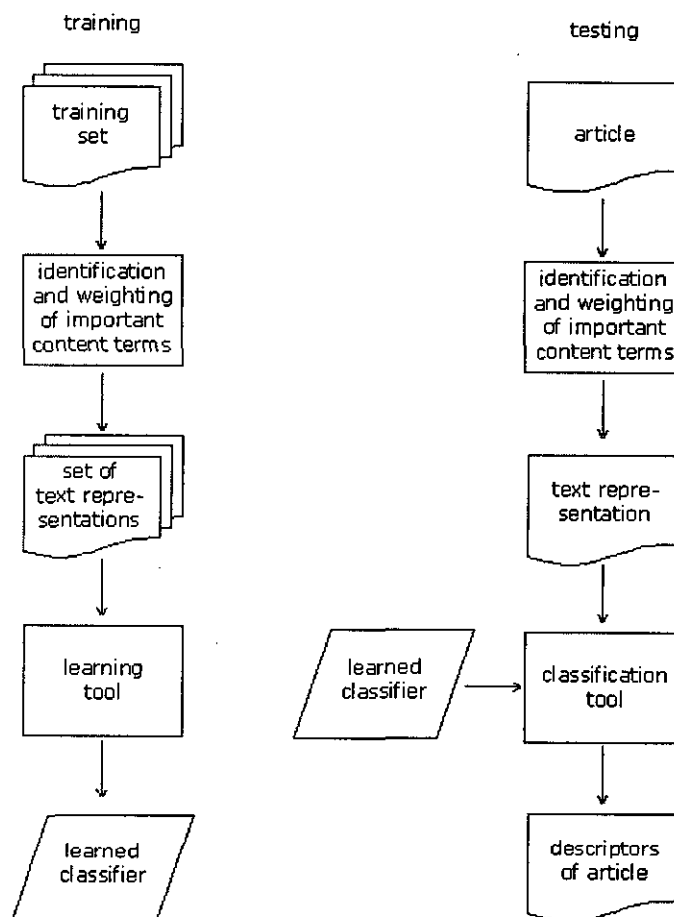 training
training
set
identification
and weighting
of important
content terms
set of
text repre-
sentations
learning
tool
learned
classifier
testing
article
identification
and weighting
of important
content terms
text repre-
sentation
learned
classifier
classification
tool
descriptors
of article